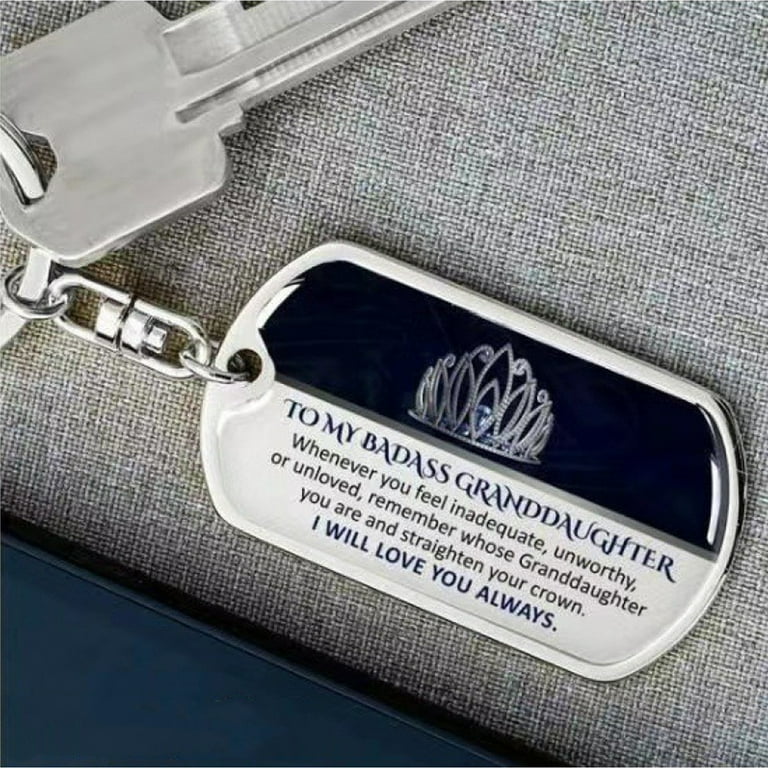 TO MY BADASS GRANDDAUGHTER
Whenever you feel inadequate, unworthy,
or unloved, remember whose Granddaughter
you are and straighten your crown.
I WILL LOVE YOU ALWAYS.